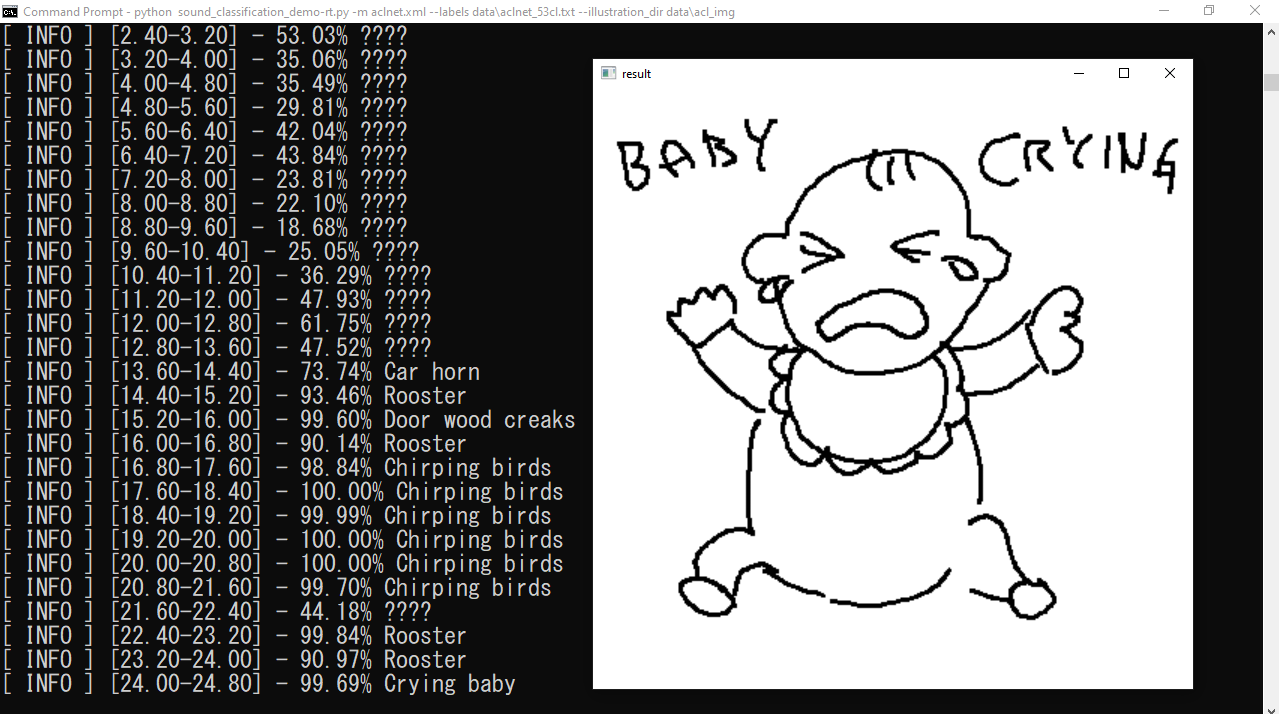 Command Prompt - python  sound_classification_demo-rt.py -m aclnet.xml --labels data\aclnet_53cl.txt --illustration_dir data\acl_img
[ INFO ] [2.40-3.20] - 53.03% ????
[ INFO ] [3.20-4.00] - 35.06% ????
[ INFO ] [4.00-4.80] - 35.49% ????
[ INFO ] [4.80-5.60] - 29.81% ????
[ INFO ] [5.60-6.40] - 42.04% ????
[ INFO ] [6.40-7.20] - 43.84% ????
[ INFO ] [7.20-8.00] - 23.81% ????
[ INFO ] [8.00-8.80] - 22.10% ????
[ INFO ] [8.80-9.60] - 18.68% ????
[ INFO ] [9.60-10.40] - 25.05% ????
[ INFO ] [10.40-11.20] - 36.29% ????
[ INFO ] [11.20-12.00] - 47.93% ????
[ INFO ] [12.00-12.80] - 61.75% ????
[ INFO ] [12.80-13.60] - 47.52% ????
[ INFO ] [13.60-14.40] - 73.74% Car horn
[ INFO ] [14.40-15.20] - 93.46% Rooster
[ INFO ] [15.20-16.00] - 99.60% Door wood creaks
[ INFO ] [16.00-16.80] - 90.14% Rooster
[ INFO ] [16.80-17.60] - 98.84% Chirping birds
[ INFO ] [17.60-18.40] - 100.00% Chirping birds
[ INFO ] [18.40-19.20] - 99.99% Chirping birds
[ INFO ] [19.20-20.00] - 100.00% Chirping birds
[ INFO ] [20.00-20.80] - 100.00% Chirping birds
[ INFO ] [20.80-21.60] - 99.70% Chirping birds
[ INFO ] [21.60-22.40] - 44.18% ????
[ INFO ] [22.40-23.20] - 99.84% Rooster
[ INFO ] [23.20-24.00] - 90.97% Rooster
[ INFO ] [24.00-24.80] - 99.69% Crying baby
result
BABY CRYING